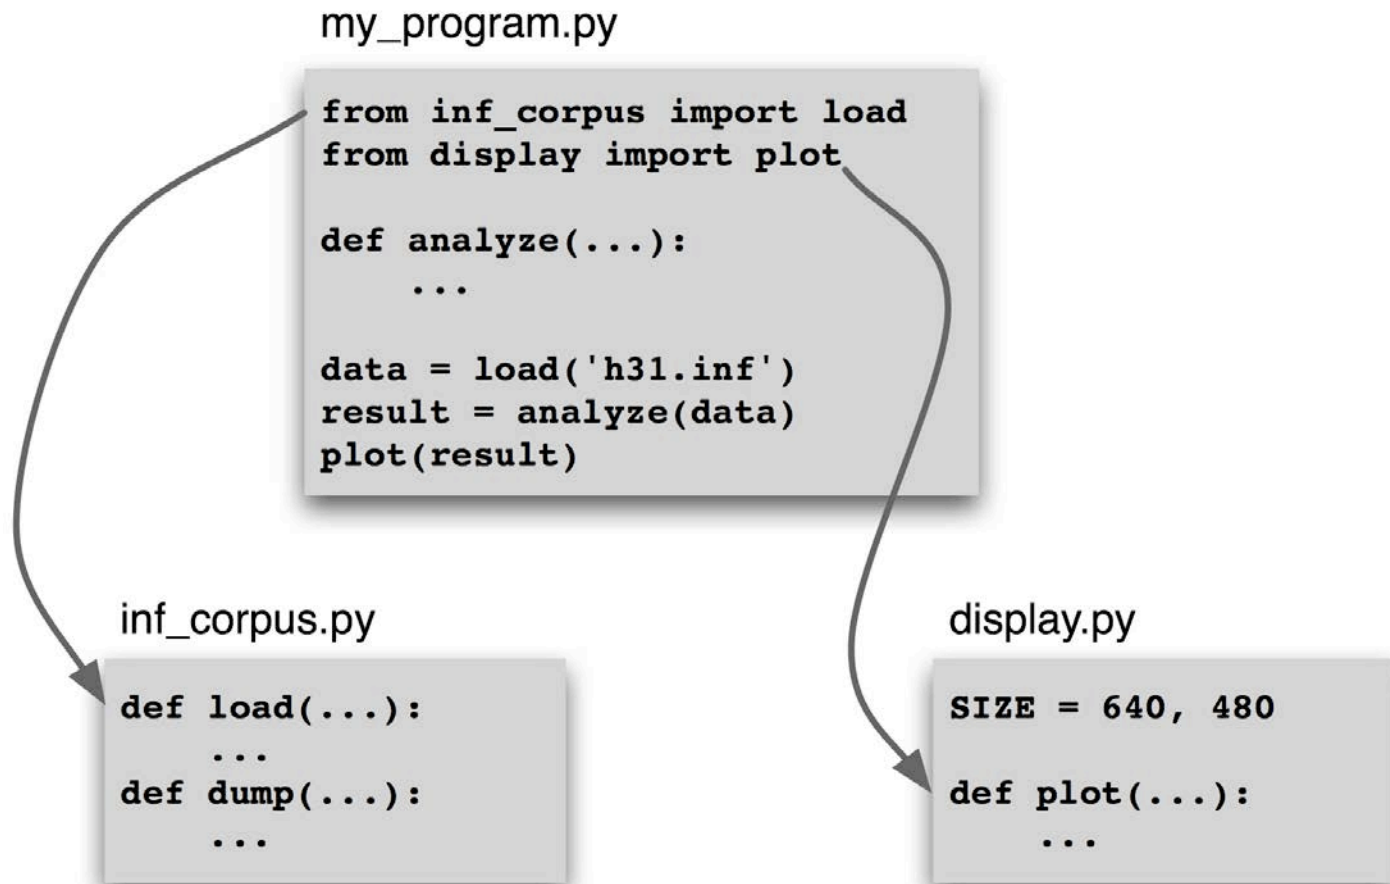 my_program.py
from inf_corpus import load
from display import plot
def analyze(...):
    ...
data = load('h31.inf')
result = analyze(data)
plot(result)
inf_corpus.py
def load(...):
    ...
def dump(...):
    ...
display.py
SIZE = 640, 480
def plot(...):
    ...